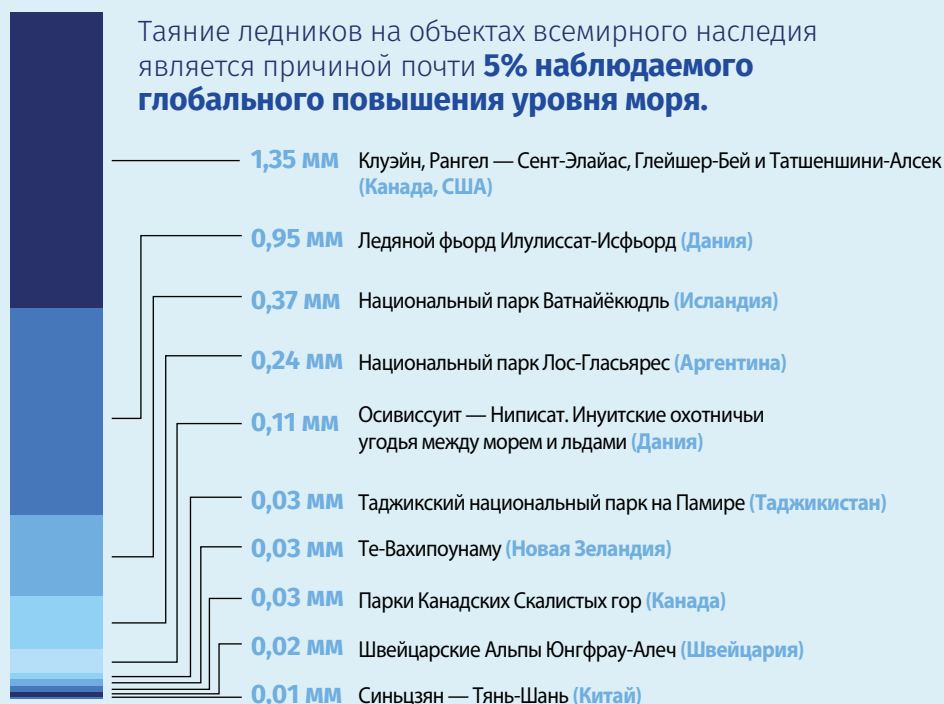 Таяние ледников на объектах всемирного наследия
является причиной почти 5% наблюдаемого
глобального повышения уровня моря.
1,35 мм Клуэйн, Рангел — Сент-Элайас, Глейшер-Бей и Татшеншини-Алсек
(Канада, США)
0,95 мм Ледяной фьорд Илулиссат-Исфьорд (Дания)
0,37 мм Национальный парк Ватнайёкюдль (Исландия)
0,24 мм Национальный парк Лос-Гласьярес (Аргентина)
0,11 мм Осивиссуит — Ниписат. Инуитские охотничьи
угодья между морем и льдами (Дания)
0,03 мм Таджикский национальный парк на Памире (Таджикистан)
0,03 мм Те-Вахипоунаму (Новая Зеландия)
0,03 мм Парки Канадских Скалистых гор (Канада)
0,02 мм Швейцарские Альпы Юнгфрау-Алеч (Швейцария)
0,01 мм Синьцзян — Тянь-Шань (Китай)